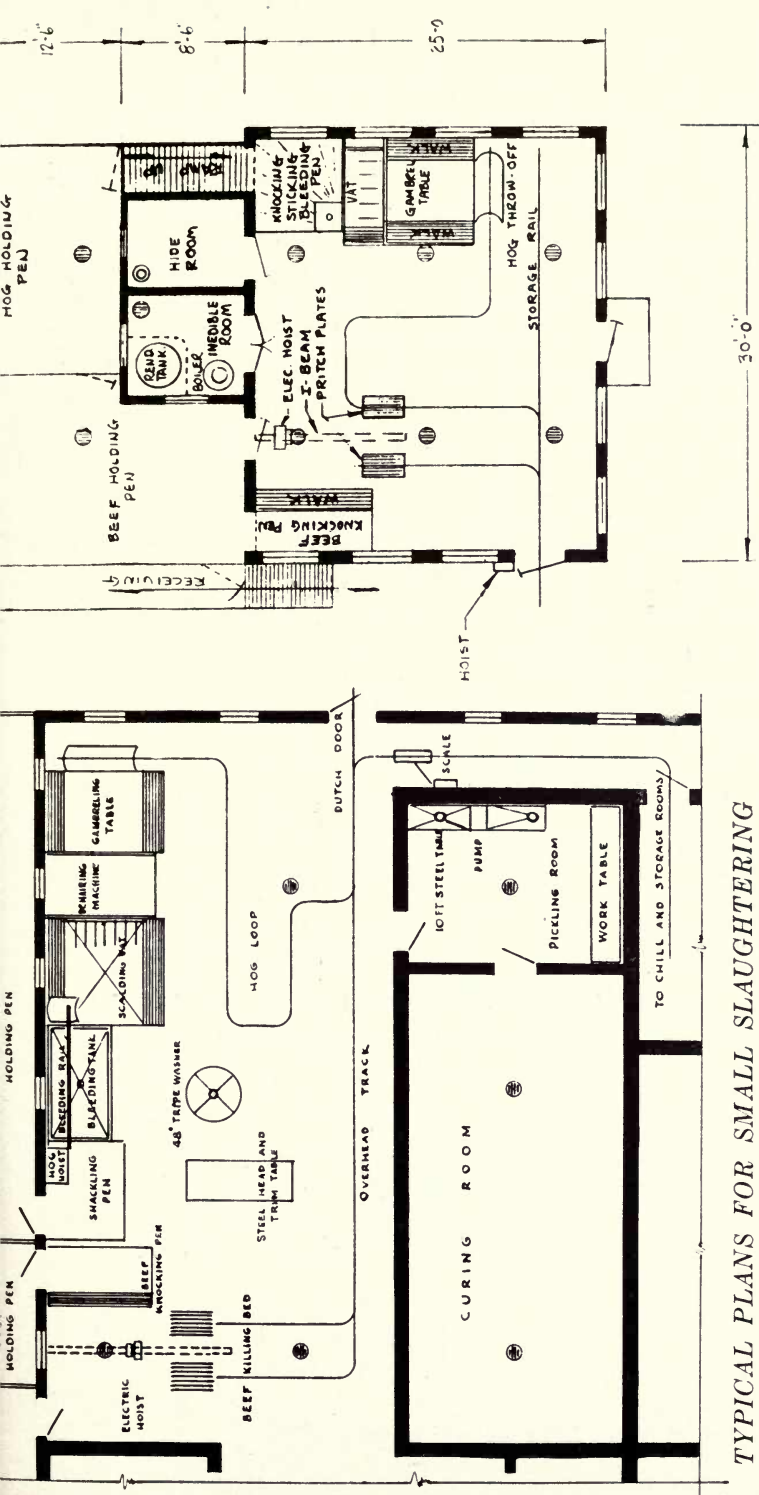 12'-6"
8'-6"
25-0
HOG HOLDING
PEN
BEEF HOLDING
PEN
RECEIVING
HIDE
ROOM
REND.
TANK
BOILER
INEDIBLE
ROOM
KNOCKING
STICKING
BLEEDING
PEN
VAT
WALK
GAMBREL
TABLE
WALK
HOG THROW-OFF
STORAGE RAIL
ELEC. HOIST
I-BEAM
PRITCH PLATES
WALK
BEEF
KNOCKING PEN
HOIST
30'-0"
HOLDING PEN
HOLDING PEN
GAMBRELING
TABLE
DEHAIRING
MACHINE
SCALDING VAT
BLEEDING RAIL
BLEEDING TANK
HOG
HOIST
SHACKLING
PEN
BEEF
KNOCKING PEN
ELECTRIC
HOIST
BEEF KILLING BED
48" TRIPE WASHER
STEEL HEAD AND
TRIM TABLE
HOG LOOP
OVERHEAD TRACK
DUTCH DOOR
SCALE
10FT STEEL TABLE
PUMP
PICKLING ROOM
WORK TABLE
CURING ROOM
TO CHILL AND STORAGE ROOMS
TYPICAL PLANS FOR SMALL SLAUGHTERING